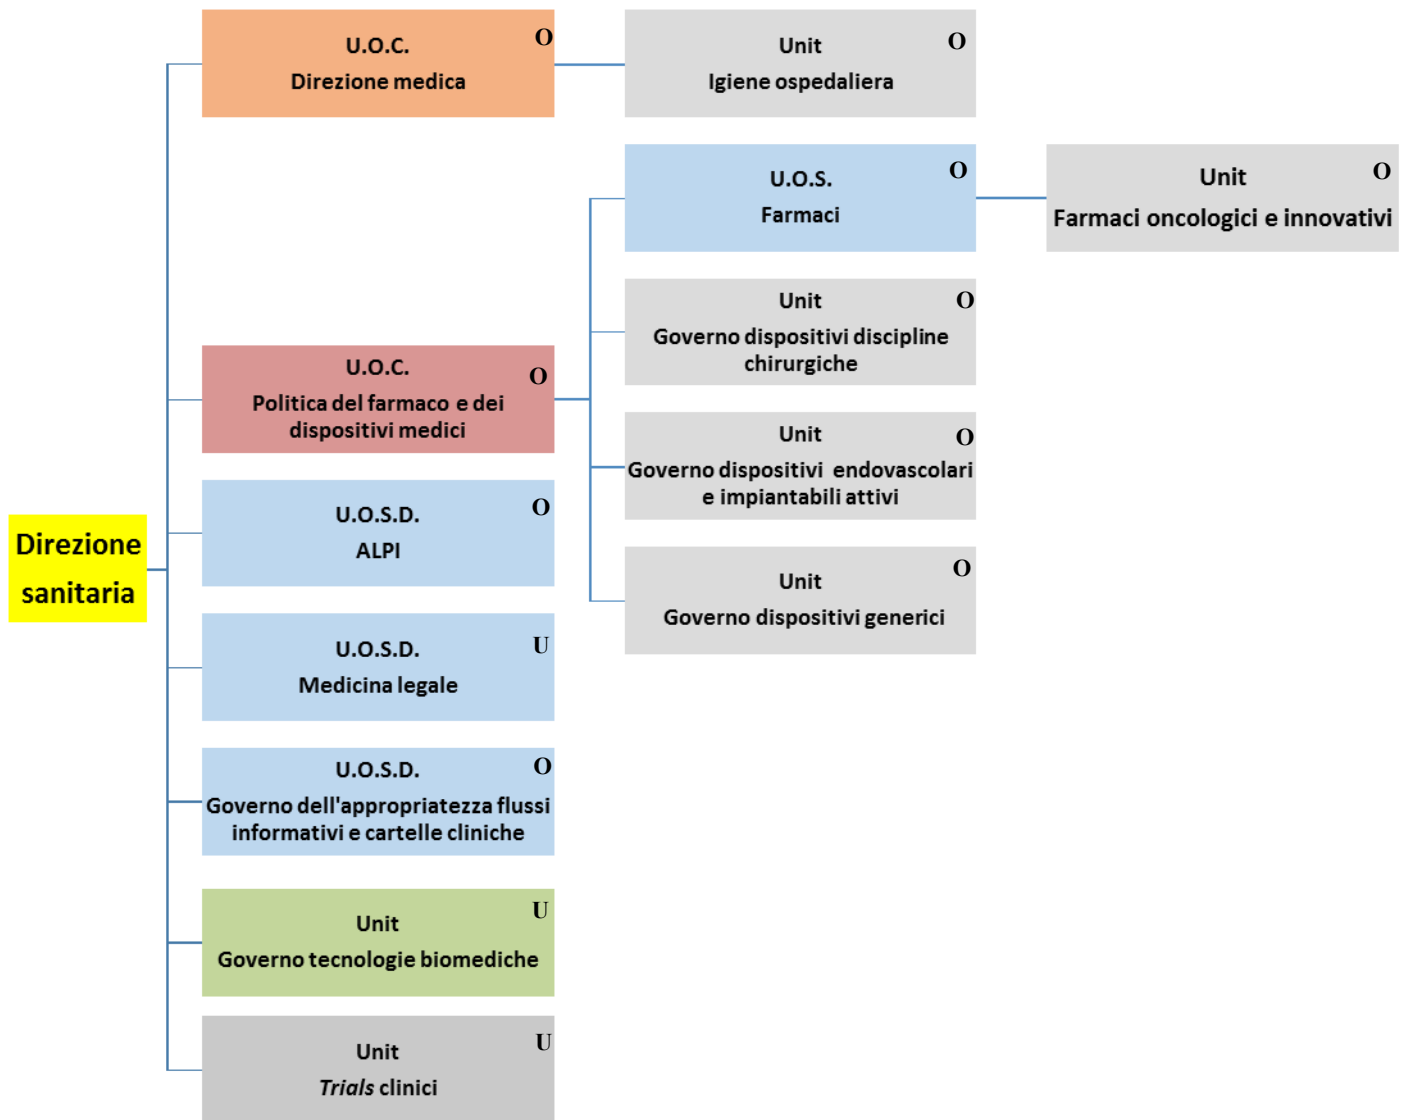 Direzione
sanitaria
U.O.C. O
Direzione medica
Unit O
Igiene ospedaliera
U.O.C. O
Politica del farmaco e dei
dispositivi medici
U.O.S. O
Farmaci
Unit O
Farmaci oncologici e innovativi
Unit O
Governo dispositivi discipline
chirurgiche
Unit O
Governo dispositivi endovascolari
e impiantabili attivi
Unit O
Governo dispositivi generici
U.O.S.D. O
ALPI
U.O.S.D. U
Medicina legale
U.O.S.D. O
Governo dell'appropriatezza flussi
informativi e cartelle cliniche
Unit U
Governo tecnologie biomediche
Unit U
Trials clinici